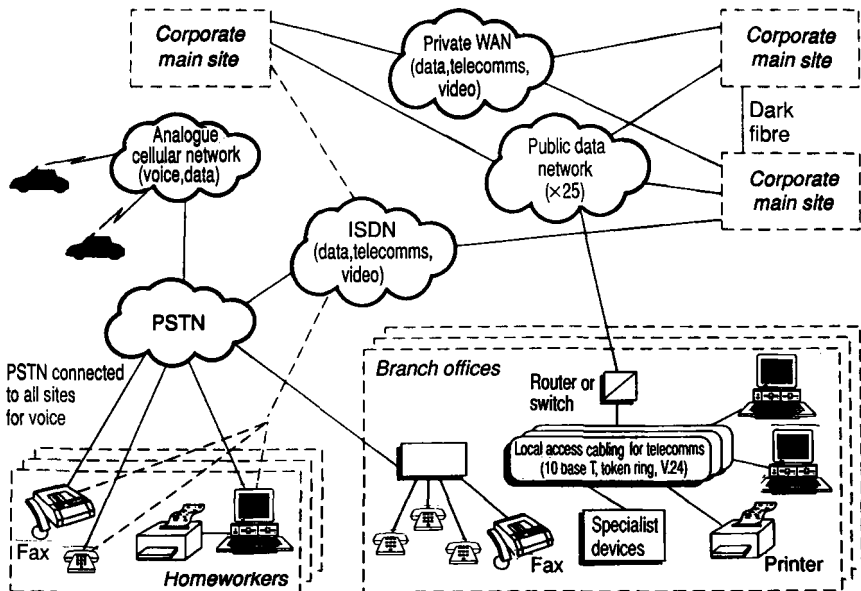 Corporate
main site
Private WAN
(data,telecomms,
video)
Corporate
main site
Dark
fibre
Analogue
cellular network
(voice,data)
Public data
network
(×25)
Corporate
main site
ISDN
(data,telecomms,
video)
PSTN
PSTN connected
to all sites
for voice
Branch offices
Router or
switch
Local access cabling for telecomms
(10 base T, token ring, V.24)
Fax
Homeworkers
Fax
Specialist
devices
Printer